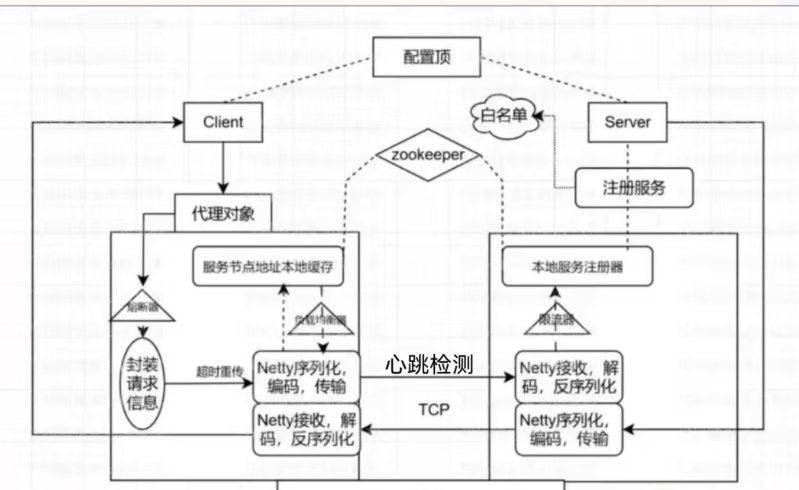 配置顶
Client
白名单
Server
zookeeper
注册服务
代理对象
服务节点地址本地缓存
本地服务注册器
熔断器
负载均衡器
限流器
封装
请求
信息
超时重传
Netty序列化，
编码，传输
心跳检测
Netty接收，解
码，反序列化
TCP
Netty接收，解
码，反序列化
Netty序列化，
编码，传输